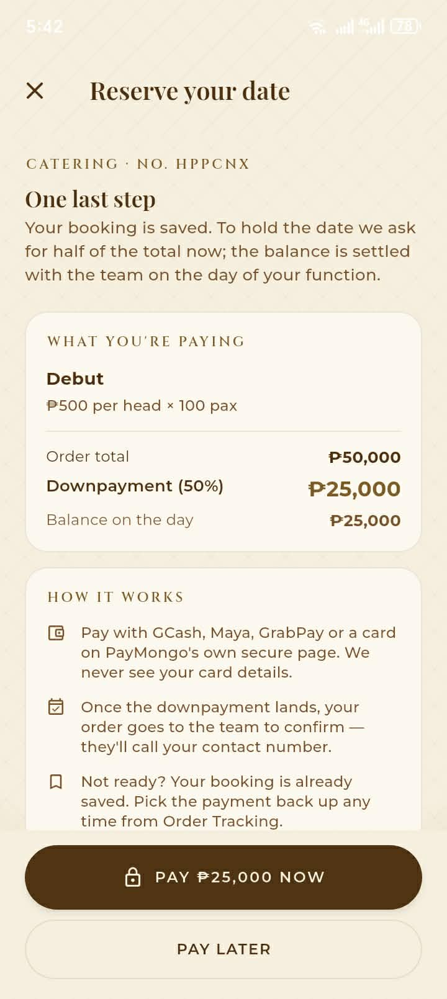 5:42
4G
78
Reserve your date
CATERING · NO. HPPCNX
One last step
Your booking is saved. To hold the date we ask
for half of the total now; the balance is settled
with the team on the day of your function.
WHAT YOU'RE PAYING
Debut
₱500 per head × 100 pax
Order total ₱50,000
Downpayment (50%) ₱25,000
Balance on the day ₱25,000
HOW IT WORKS
Pay with GCash, Maya, GrabPay or a card
on PayMongo's own secure page. We
never see your card details.
Once the downpayment lands, your
order goes to the team to confirm —
they'll call your contact number.
Not ready? Your booking is already
saved. Pick the payment back up any
time from Order Tracking.
PAY ₱25,000 NOW
PAY LATER